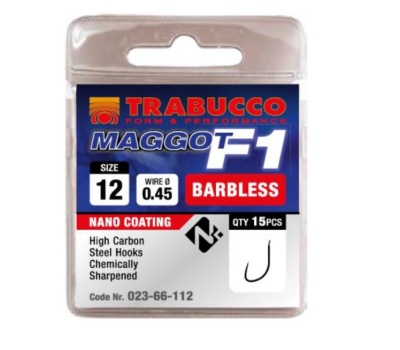 TRABUCCO
FORM & PERFORMANCE
MAGGOT F1
SIZE
12
WIRE Ø
0.45
BARBLESS
NANO COATING
High Carbon
Steel Hooks
Chemically
Sharpened
N
QTY 15PCS
Code Nr. 023-66-112